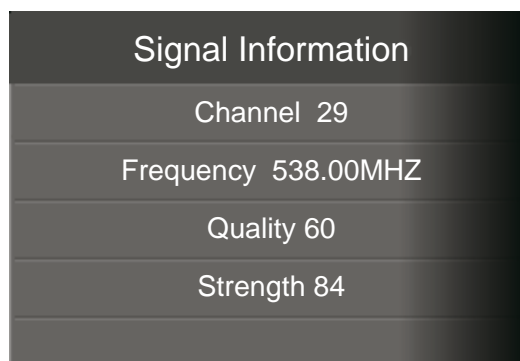 Signal Information
Channel 29
Frequency 538.00MHZ
Quality 60
Strength 84